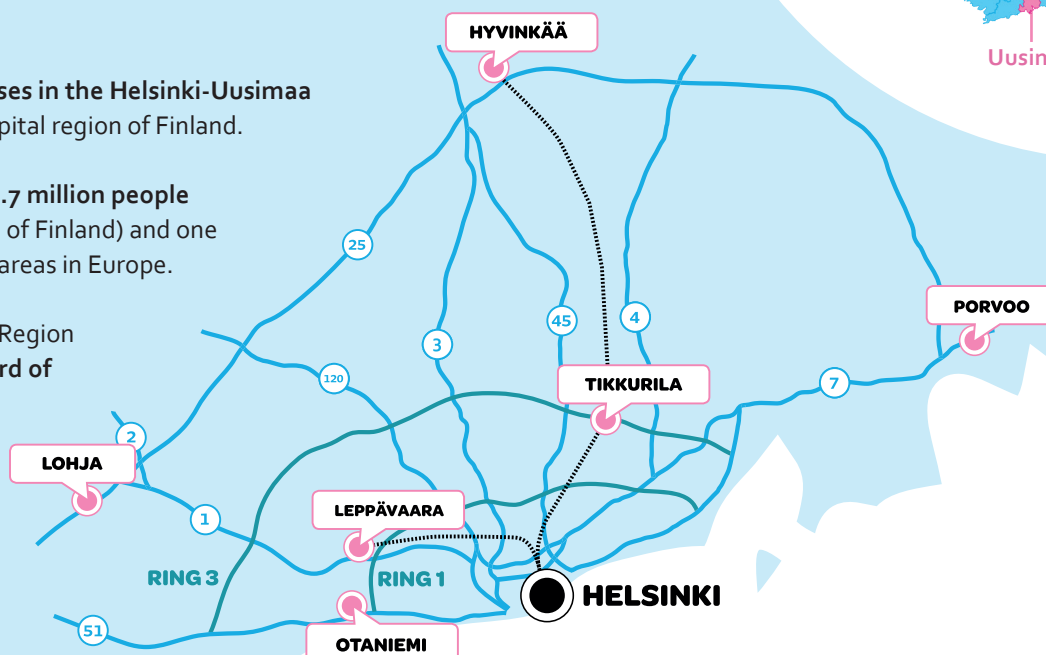 HYVINKÄÄ
Uusin
ses in the Helsinki-Uusimaa
pital region of Finland.
.7 million people
of Finland) and one
areas in Europe.
Region
rd of
25
3
45
4
PORVOO
120
TIKKURILA
7
2
LOHJA
1
LEPPÄVAARA
RING 3
RING 1
HELSINKI
51
OTANIEMI